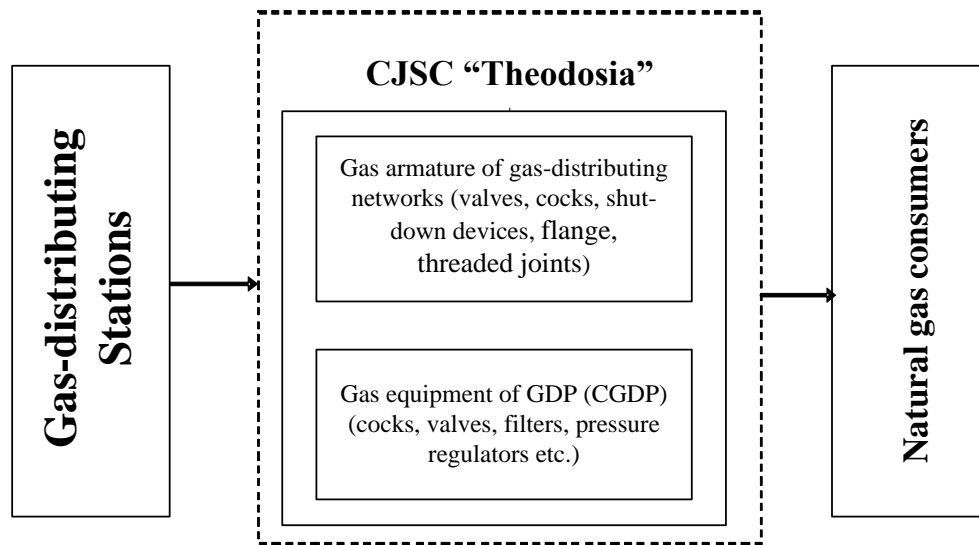 Gas-distributing
Stations
CJSC “Theodosia”
Gas armature of gas-distributing
networks (valves, cocks, shut-
down devices, flange,
threaded joints)
Gas equipment of GDP (CGDP)
(cocks, valves, filters, pressure
regulators etc.)
Natural gas consumers